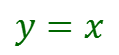 y = x